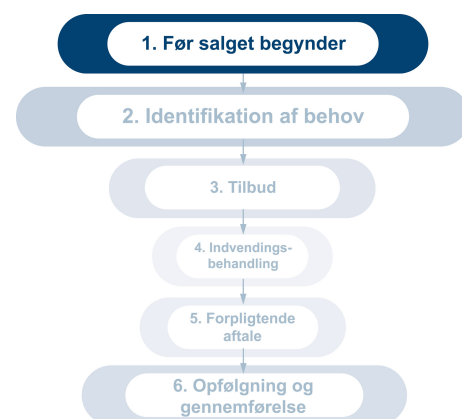 1. Før salget begynder
2. Identifikation af behov
3. Tilbud
4. Indvendings-
behandling
5. Forpligtende
aftale
6. Opfølgning og
gennemførelse